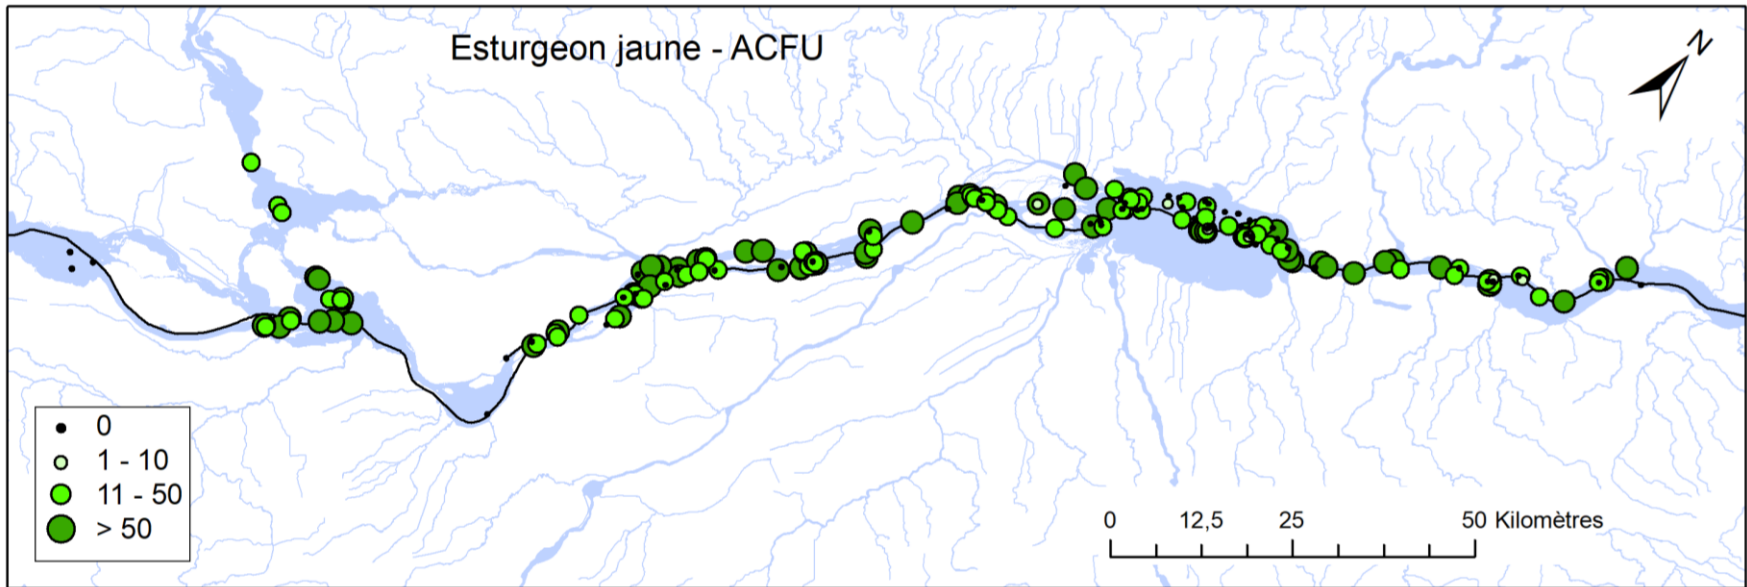 Esturgeon jaune - ACFU
N
0
1 - 10
11 - 50
> 50
0 12,5 25 50 Kilomètres